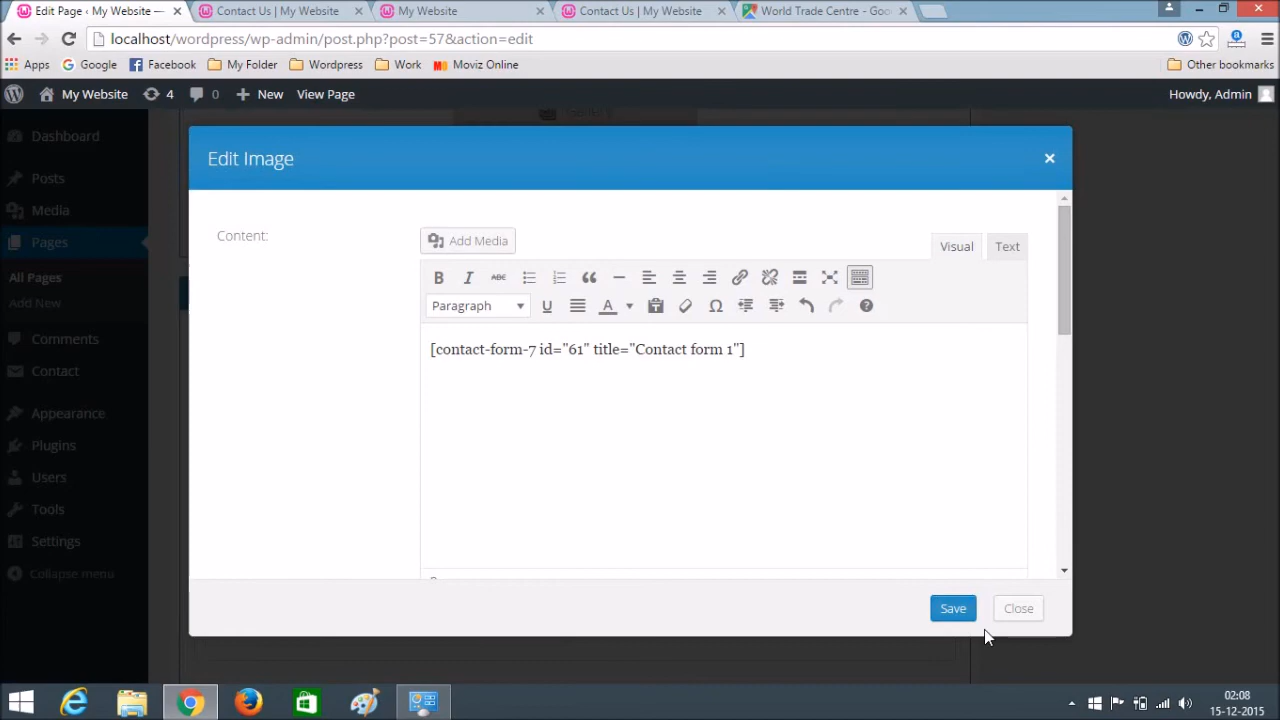 Edit Page ‹ My Website —
Contact Us | My Website
My Website
Contact Us | My Website
World Trade Centre - Goo
localhost/wordpress/wp-admin/post.php?post=57&action=edit
Apps
Google
Facebook
My Folder
Wordpress
Work
Moviz Online
Other bookmarks
My Website
4
0
New
View Page
Howdy, Admin
Dashboard
Posts
Media
Pages
All Pages
Add New
Comments
Contact
Appearance
Plugins
Users
Tools
Settings
Collapse menu
Edit Image
×
Content:
Add Media
Visual
Text
B I ABC
Paragraph
U A
[contact-form-7 id="61" title="Contact form 1"]
Save
Close
02:08
15-12-2015